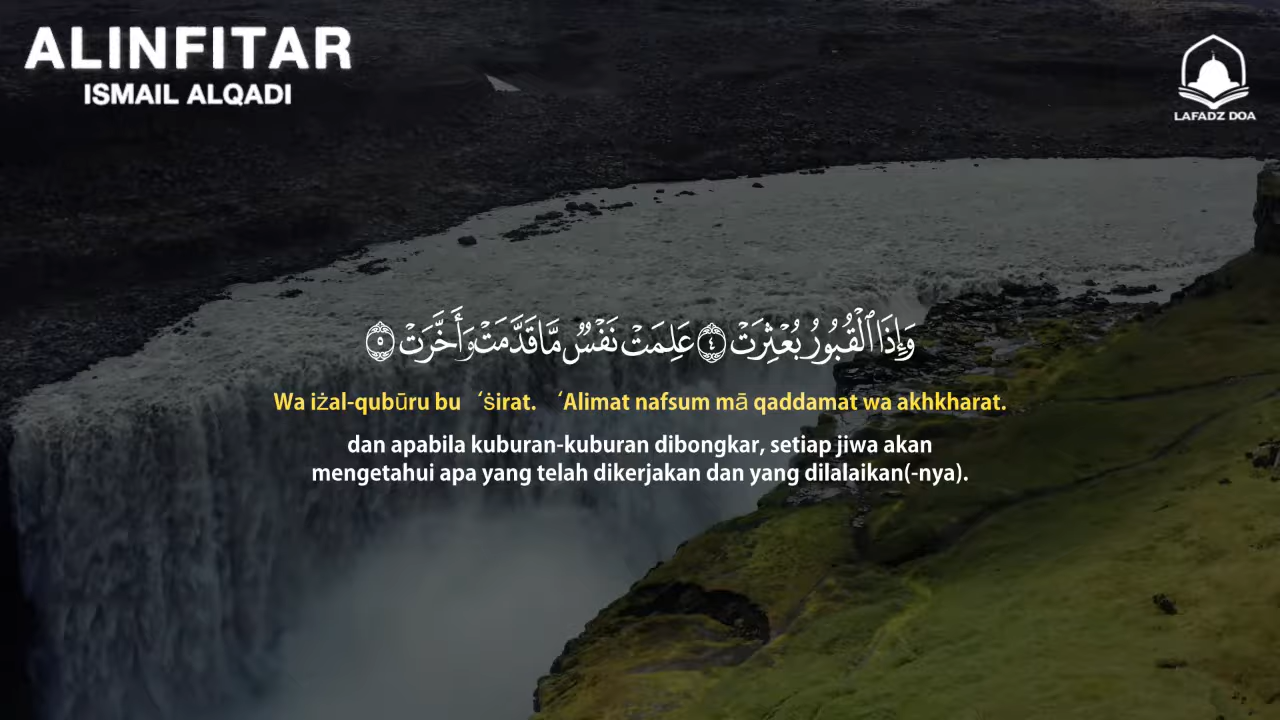 ALINFITAR
ISMAIL ALQADI
LAFADZ DOA
وَإِذَا ٱلْقُبُورُ بُعْثِرَتْ ٤ عَلِمَتْ نَفْسٌ مَّا قَدَّمَتْ وَأَخَّرَتْ ٥
Wa iżal-qubūru bu‘ṡirat. ‘Alimat nafsum mā qaddamat wa akhkharat.
dan apabila kuburan-kuburan dibongkar, setiap jiwa akan
mengetahui apa yang telah dikerjakan dan yang dilalaikan(-nya).